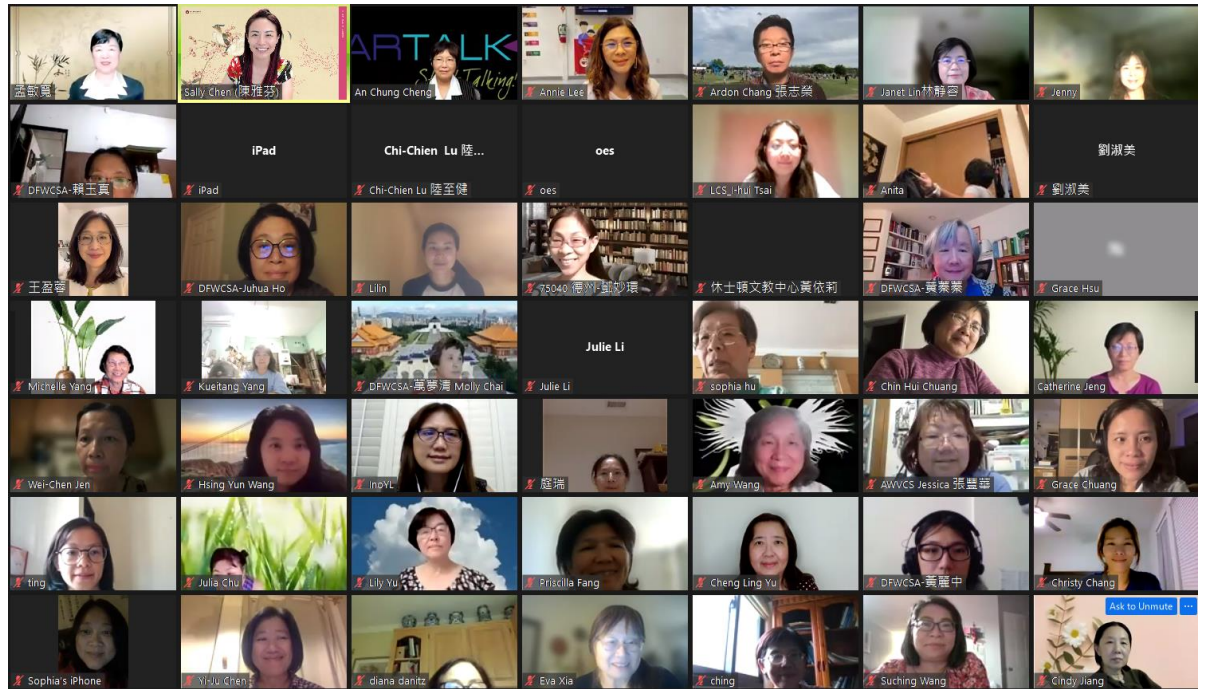 孟敏寬
Sally Chen (陳雅芬)
ARTALK
Talking!
An Chung Cheng
Annie Lee
Ardon Chang 張志榮
Janet Lin林靜容
Jenny
DFWCSA-賴玉真
iPad
iPad
Chi-Chien Lu 陸...
Chi-Chien Lu 陸至健
oes
oes
LCS_I-hui Tsai
Anita
劉淑美
劉淑美
王盈蓉
DFWCSA-Juhua Ho
Lilin
75040 德州-鄭妙環
休士頓文教中心黃依莉
DFWCSA-黃蓁蓁
Grace Hsu
Michelle Yang
Kueitang Yang
DFWCSA-萬夢清 Molly Chai
Julie Li
Julie Li
sophia hu
Chin Hui Chuang
Catherine Jeng
Wei-Chen Jen
Hsing Yun Wang
InoYL
庭瑞
Amy Wang
AWVCS Jessica 張豐華
Grace Chuang
ting
Julia Chu
Lily Yu
Priscilla Fang
Cheng Ling Yu
DFWCSA-黃麗中
Christy Chang
Sophia's iPhone
Yi-Ju Chen
diana danitz
Eva Xia
ching
Suching Wang
Ask to Unmute
Cindy Jiang